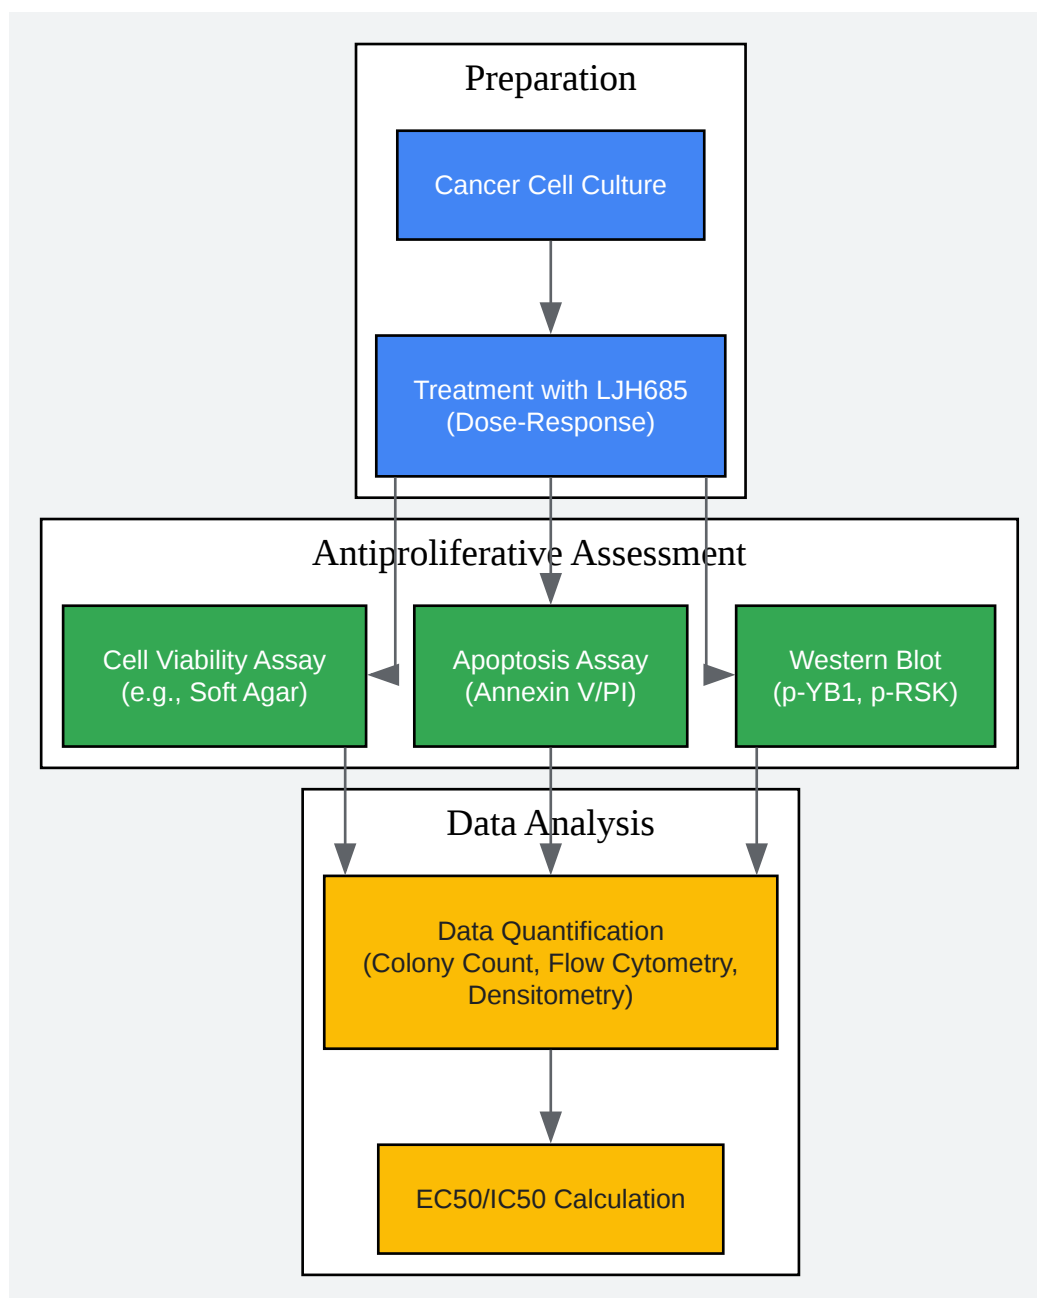 Preparation
Cancer Cell Culture
Treatment with LJH685
(Dose-Response)
Antiproliferative Assessment
Cell Viability Assay
(e.g., Soft Agar)
Apoptosis Assay
(Annexin V/PI)
Western Blot
(p-YB1, p-RSK)
Data Analysis
Data Quantification
(Colony Count, Flow Cytometry,
Densitometry)
EC50/IC50 Calculation